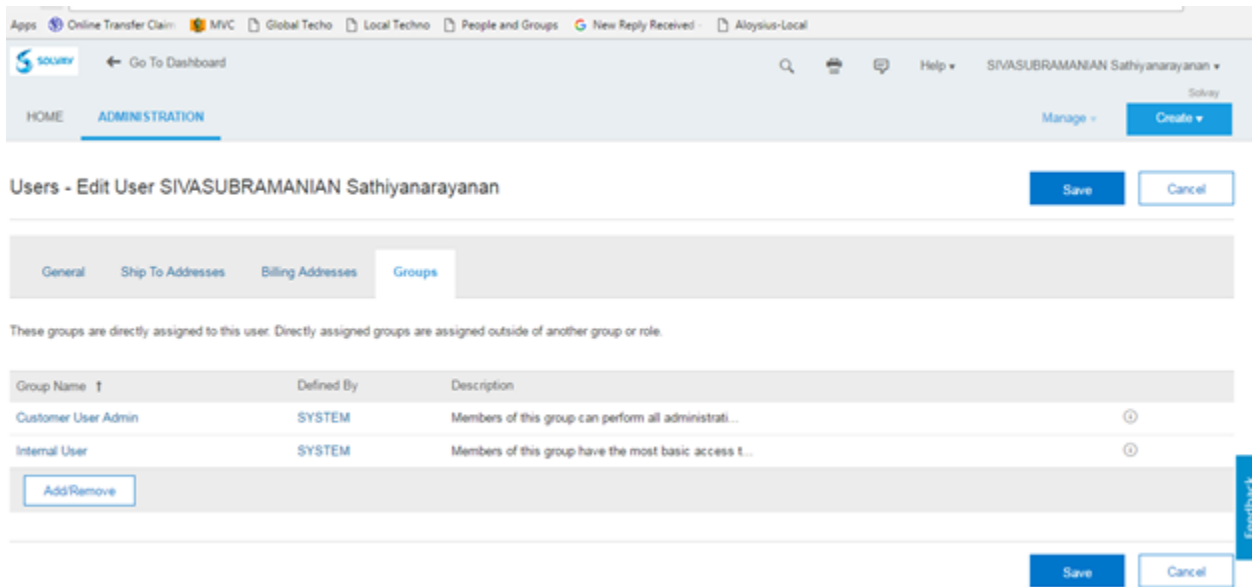 Apps Online Transfer Claim MVC Global Techo Local Techno People and Groups New Reply Received - Aloysius-Local
SOLVAY Go To Dashboard Help SIVASUBRAMANIAN Sathiyanarayanan
Solvay
HOME ADMINISTRATION Manage Create
Users - Edit User SIVASUBRAMANIAN Sathiyanarayanan Save Cancel
General Ship To Addresses Billing Addresses Groups
These groups are directly assigned to this user. Directly assigned groups are assigned outside of another group or role.
Group Name ↑ Defined By Description
Customer User Admin SYSTEM Members of this group can perform all administrati...
Internal User SYSTEM Members of this group have the most basic access t...
Add/Remove
Feedback
Save Cancel